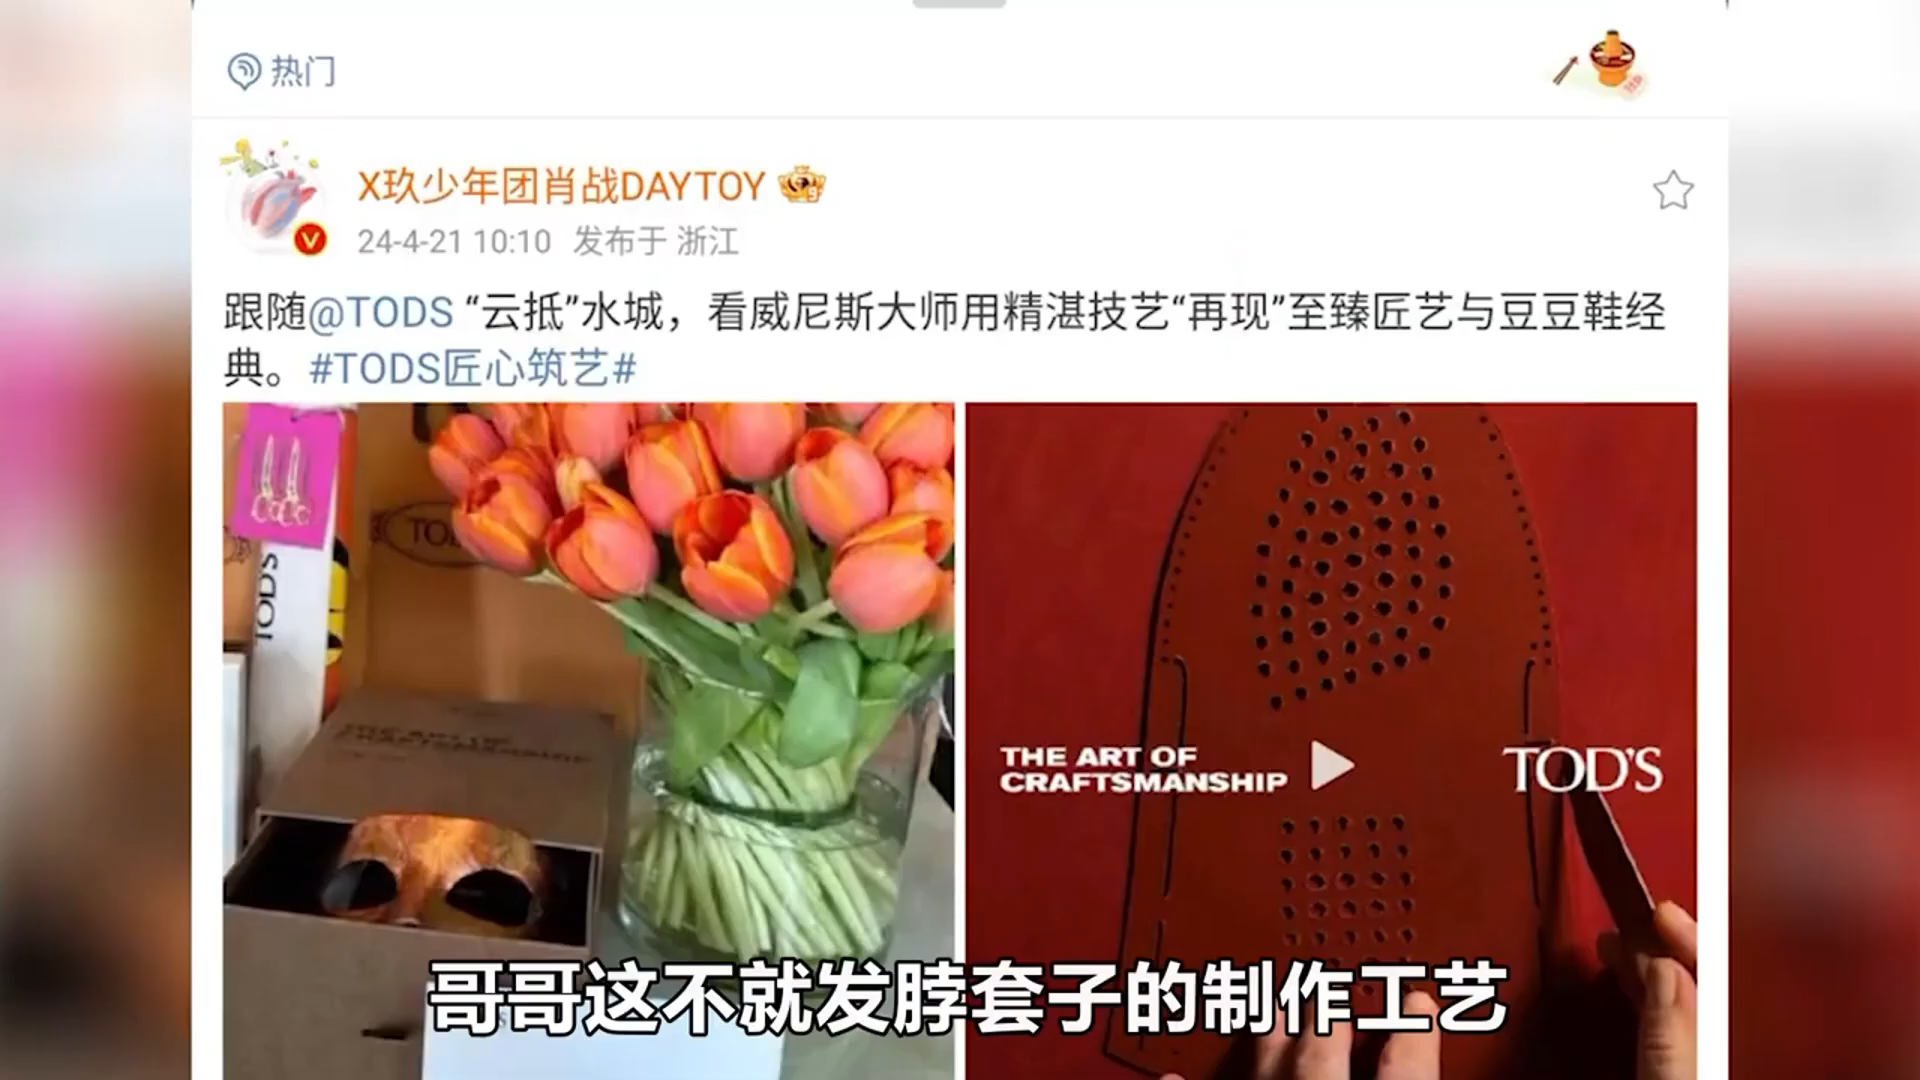 热门
X玖少年团肖战DAYTOY
24-4-21 10:10 发布于 浙江
跟随@TODS “云抵”水城，看威尼斯大师用精湛技艺“再现”至臻匠艺与豆豆鞋经
典。#TODS匠心筑艺#
TODS
THE ART OF
CRAFTSMANSHIP
THE ART OF
CRAFTSMANSHIP
TOD'S
哥哥这不就发脖套子的制作工艺